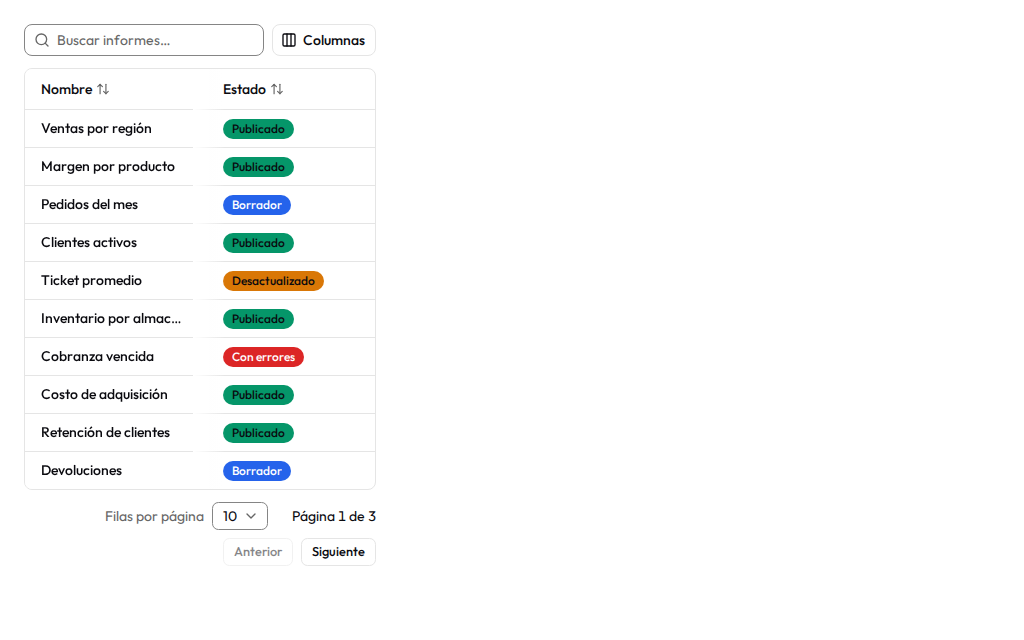 Buscar informes...
Columnas
Nombre Estado
Ventas por región Publicado
Margen por producto Publicado
Pedidos del mes Borrador
Clientes activos Publicado
Ticket promedio Desactualizado
Inventario por almac... Publicado
Cobranza vencida Con errores
Costo de adquisición Publicado
Retención de clientes Publicado
Devoluciones Borrador
Filas por página 10 Página 1 de 3
Anterior Siguiente